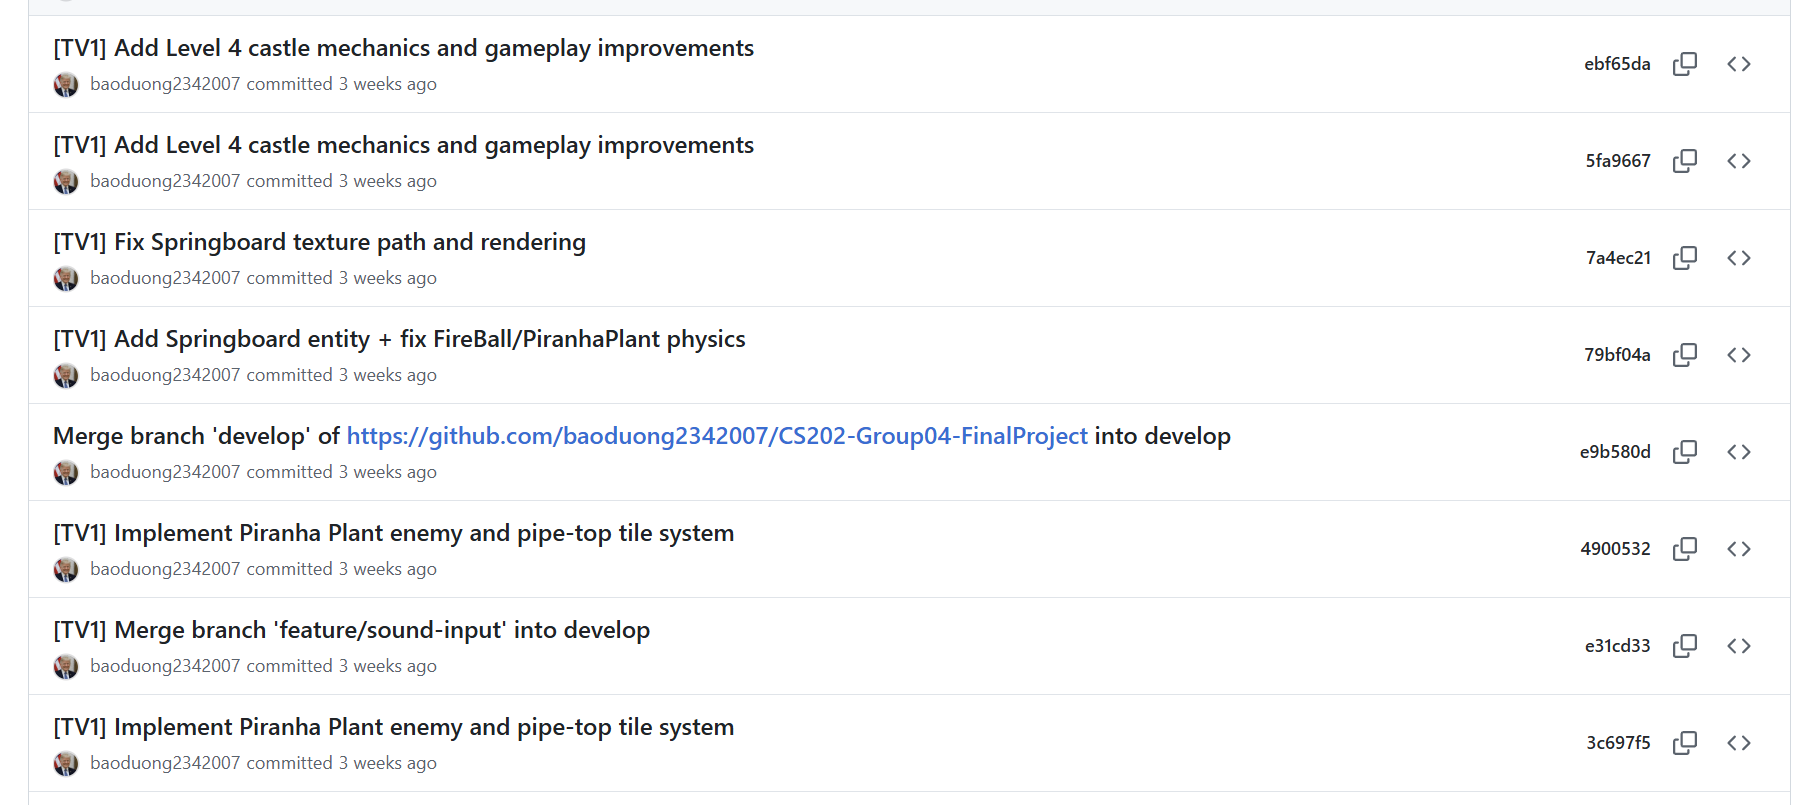 [TV1] Add Level 4 castle mechanics and gameplay improvements
baoduong2342007 committed 3 weeks ago
ebf65da
[TV1] Add Level 4 castle mechanics and gameplay improvements
baoduong2342007 committed 3 weeks ago
5fa9667
[TV1] Fix Springboard texture path and rendering
baoduong2342007 committed 3 weeks ago
7a4ec21
[TV1] Add Springboard entity + fix FireBall/PiranhaPlant physics
baoduong2342007 committed 3 weeks ago
79bf04a
Merge branch 'develop' of https://github.com/baoduong2342007/CS202-Group04-FinalProject into develop
baoduong2342007 committed 3 weeks ago
e9b580d
[TV1] Implement Piranha Plant enemy and pipe-top tile system
baoduong2342007 committed 3 weeks ago
4900532
[TV1] Merge branch 'feature/sound-input' into develop
baoduong2342007 committed 3 weeks ago
e31cd33
[TV1] Implement Piranha Plant enemy and pipe-top tile system
baoduong2342007 committed 3 weeks ago
3c697f5